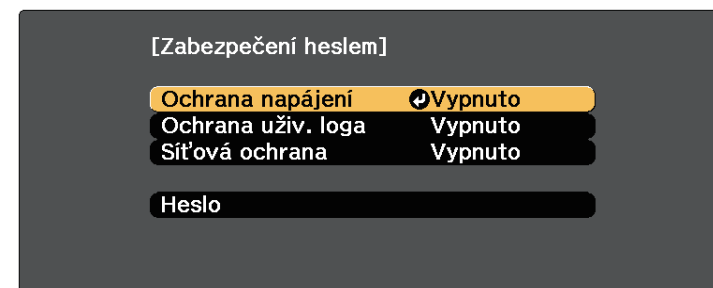 [Zabezpečení heslem]
Ochrana napájení Vypnuto
Ochrana uživ. loga Vypnuto
Síťová ochrana Vypnuto
Heslo